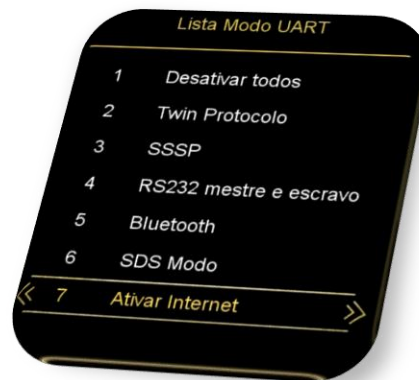 Lista Modo UART
1 Desativar todos
2 Twin Protocolo
3 SSSP
4 RS232 mestre e escravo
5 Bluetooth
6 SDS Modo
7 Ativar Internet